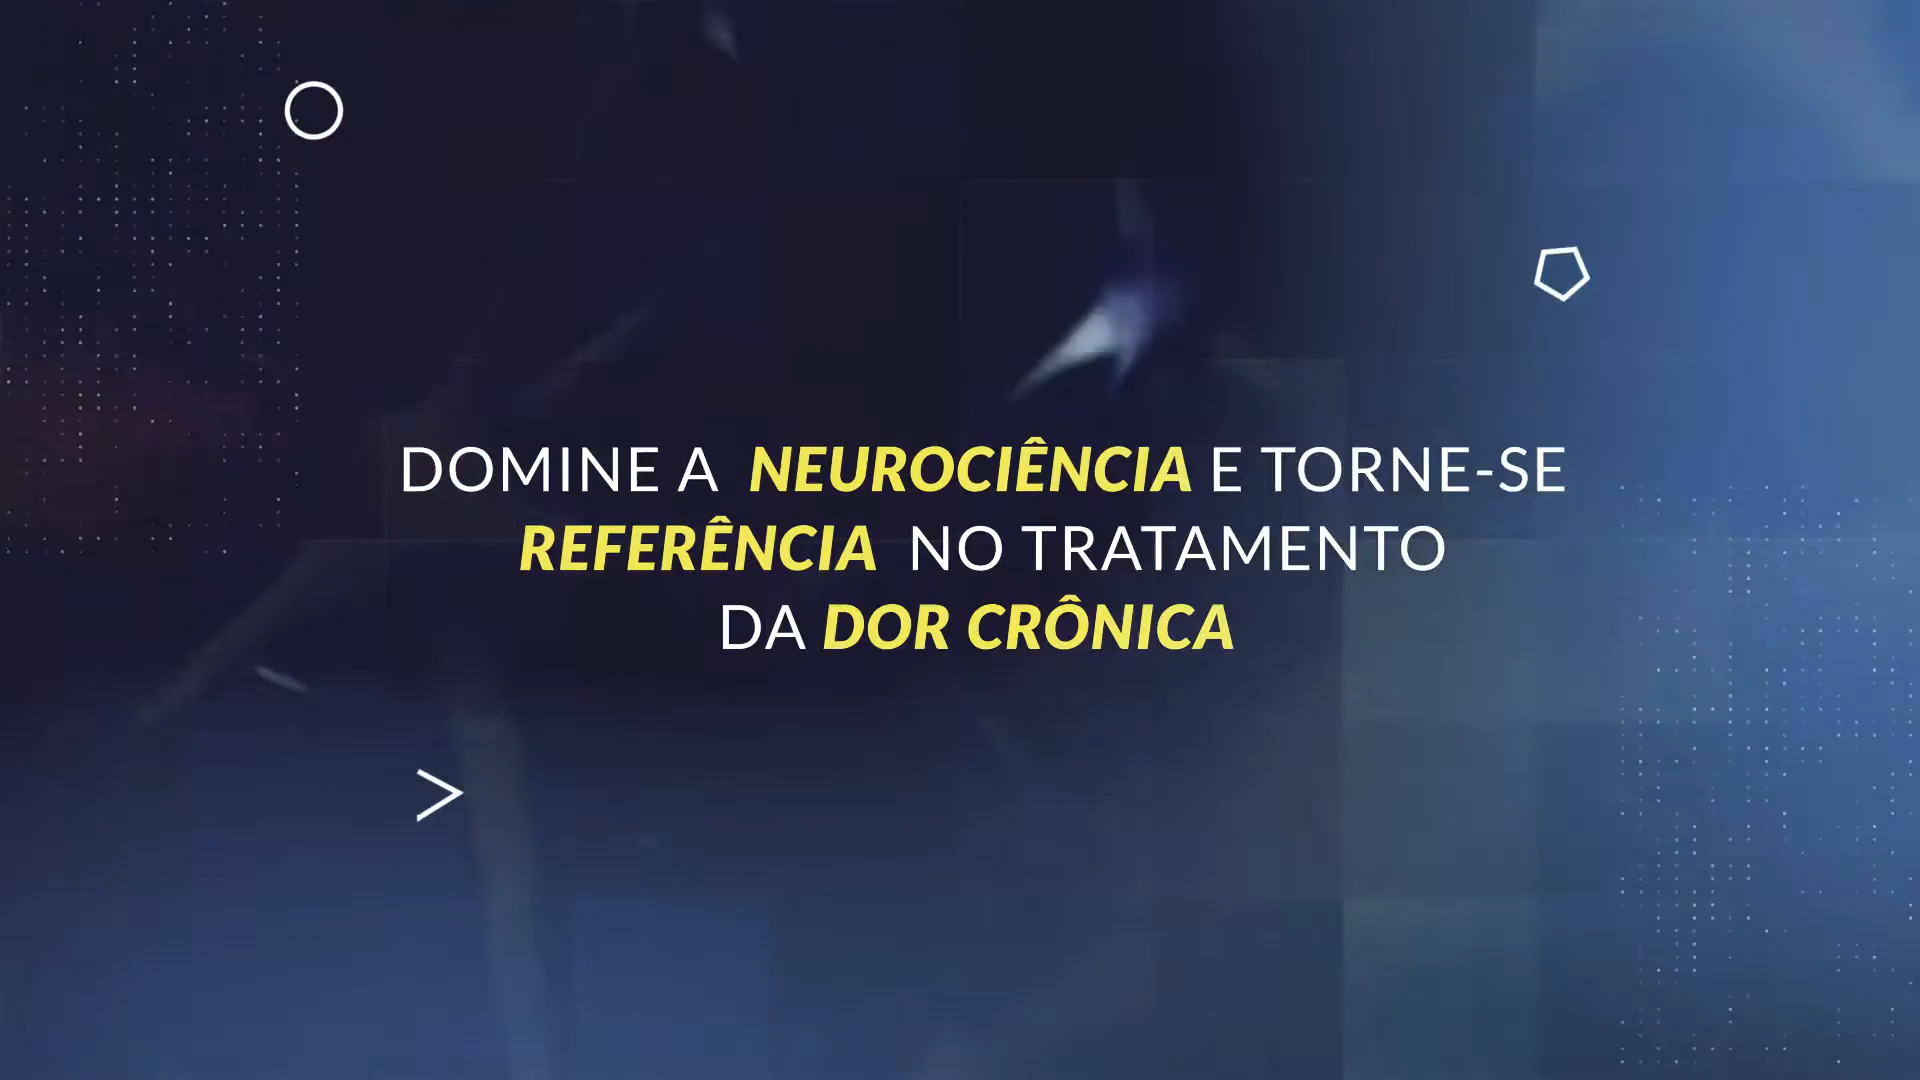 DOMINE A NEUROCIÊNCIA E TORNE-SE
REFERÊNCIA NO TRATAMENTO
DA DOR CRÔNICA